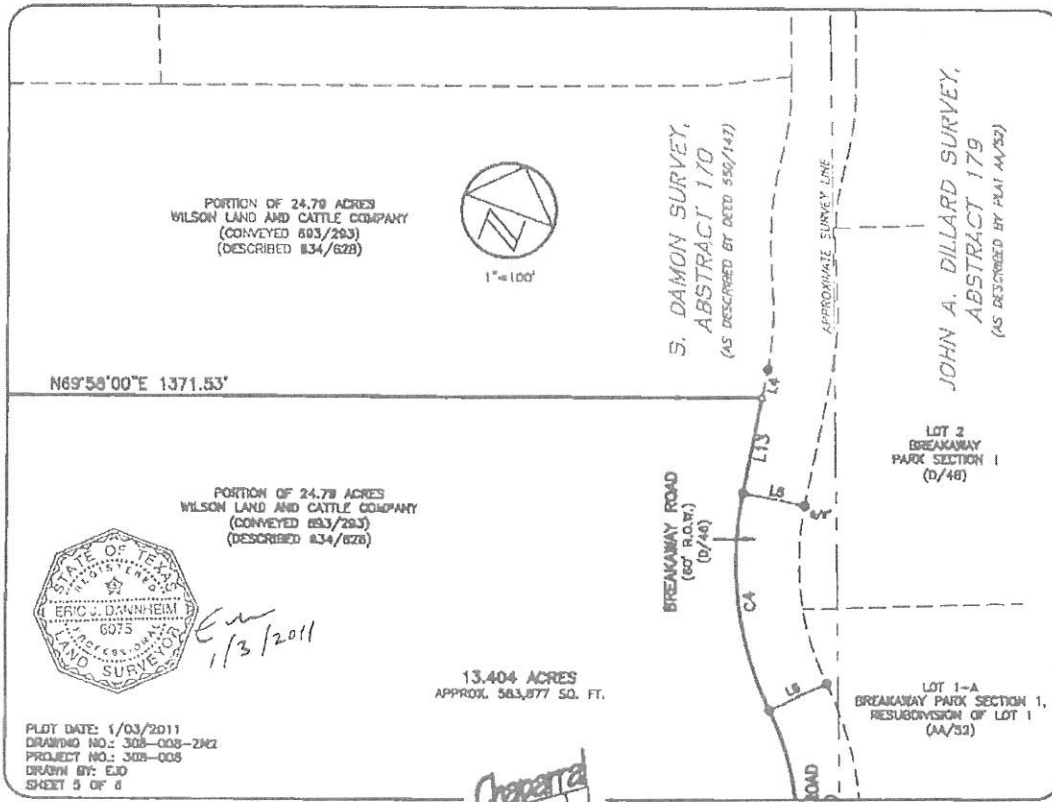 PORTION OF 24.79 ACRES
WILSON LAND AND CATTLE COMPANY
(CONVEYED 693/293)
(DESCRIBED 834/628)
N
1"=100'
S. DAMON SURVEY,
ABSTRACT 170
(AS DESCRIBED BY DEED 550/147)
APPROXIMATE SURVEY LINE
JOHN A. DILLARD SURVEY,
ABSTRACT 179
(AS DESCRIBED BY PLAT AA/52)
N69°58'00"E 1371.53'
L4
L13
LOT 2
BREAKAWAY
PARK SECTION 1
(D/46)
PORTION OF 24.79 ACRES
WILSON LAND AND CATTLE COMPANY
(CONVEYED 693/293)
(DESCRIBED 834/628)
L5
5/8"
BREAKAWAY ROAD
(60' R.O.W.)
(D/46)
C4
STATE OF TEXAS
REGISTERED
ERIC J. DANNHEIM
6075
PROFESSIONAL
LAND SURVEYOR
1/3/2011
13.404 ACRES
APPROX. 583,877 SQ. FT.
L6
LOT 1-A
BREAKAWAY PARK SECTION 1,
RESUBDIVISION OF LOT 1
(AA/52)
PLOT DATE: 1/03/2011
DRAWING NO.: 308-008-2N2
PROJECT NO.: 308-008
DRAWN BY: EJD
SHEET 5 OF 6
Chaparral
ROAD